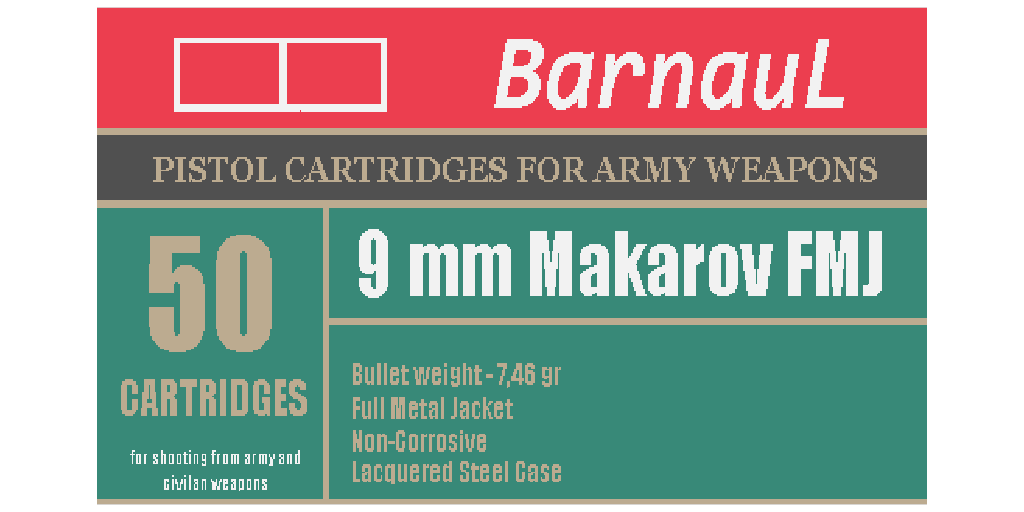 BarnauL
PISTOL CARTRIDGES FOR ARMY WEAPONS
50
CARTRIDGES
for shooting from army and
civilan weapons
9 mm Makarov FMJ
Bullet weight - 7,46 gr
Full Metal Jacket
Non-Corrosive
Lacquered Steel Case